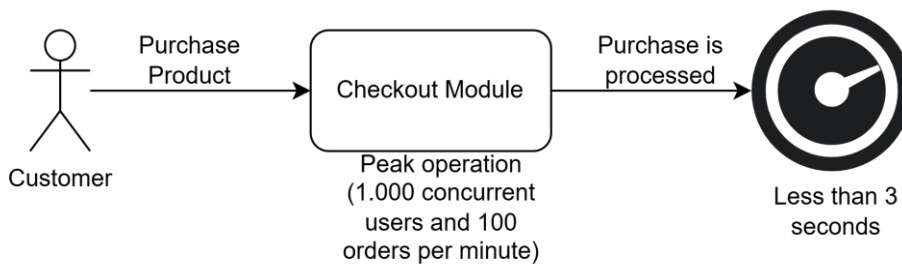 Purchase
Product
Purchase is
processed
Checkout Module
Customer
Peak operation
(1.000 concurrent
users and 100
orders per minute)
Less than 3
seconds